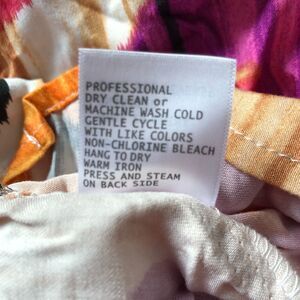 PROFESSIONAL
DRY CLEAN or
MACHINE WASH COLD
GENTLE CYCLE
WITH LIKE COLORS
NON-CHLORINE BLEACH
HANG TO DRY
WARM IRON
PRESS AND STEAM
ON BACK SIDE